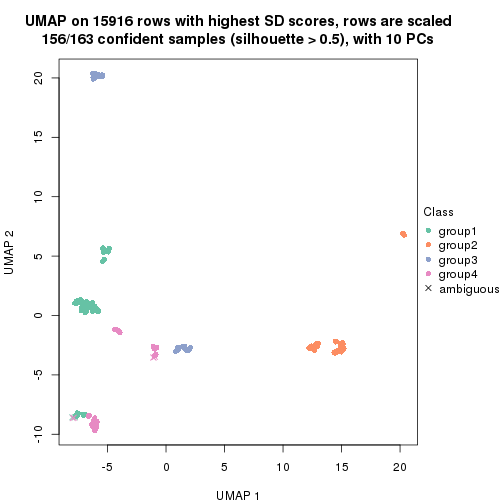 UMAP on 15916 rows with highest SD scores, rows are scaled
156/163 confident samples (silhouette > 0.5), with 10 PCs
20
15
10
5
0
-5
-10
UMAP 2
-5
0
5
10
15
20
UMAP 1
Class
group1
group2
group3
group4
ambiguous